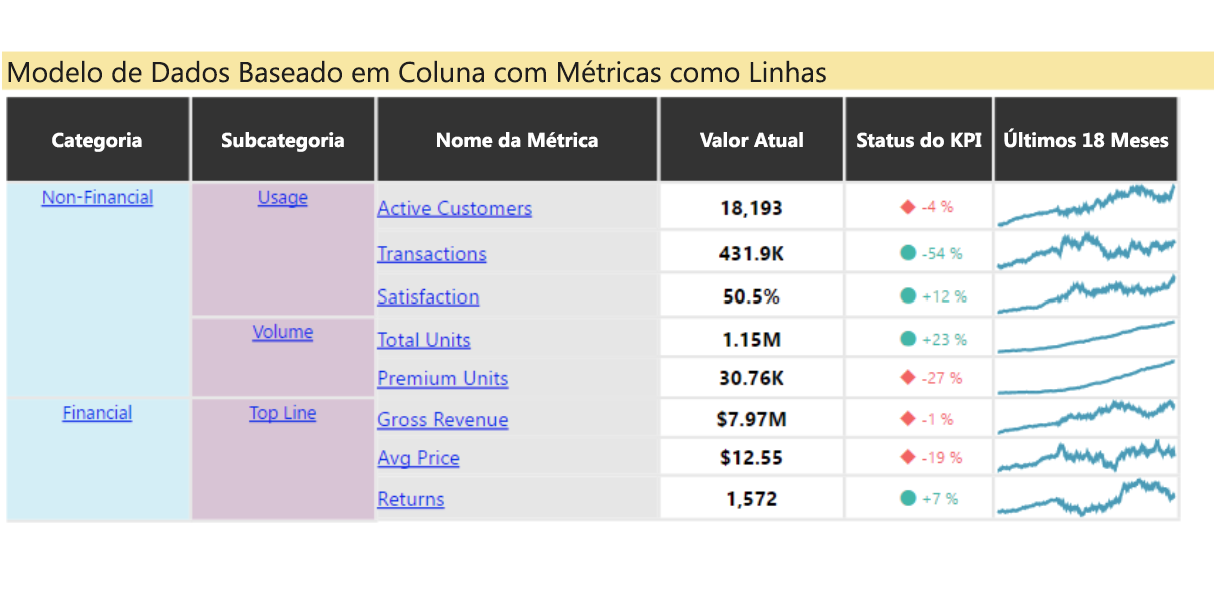 Modelo de Dados Baseado em Coluna com Métricas como Linhas
Categoria Subcategoria Nome da Métrica Valor Atual Status do KPI Últimos 18 Meses
Non-Financial Usage Active Customers 18,193 -4 %
Transactions 431.9K -54 %
Satisfaction 50.5% +12 %
Volume Total Units 1.15M +23 %
Premium Units 30.76K -27 %
Financial Top Line Gross Revenue $7.97M -1 %
Avg Price $12.55 -19 %
Returns 1,572 +7 %